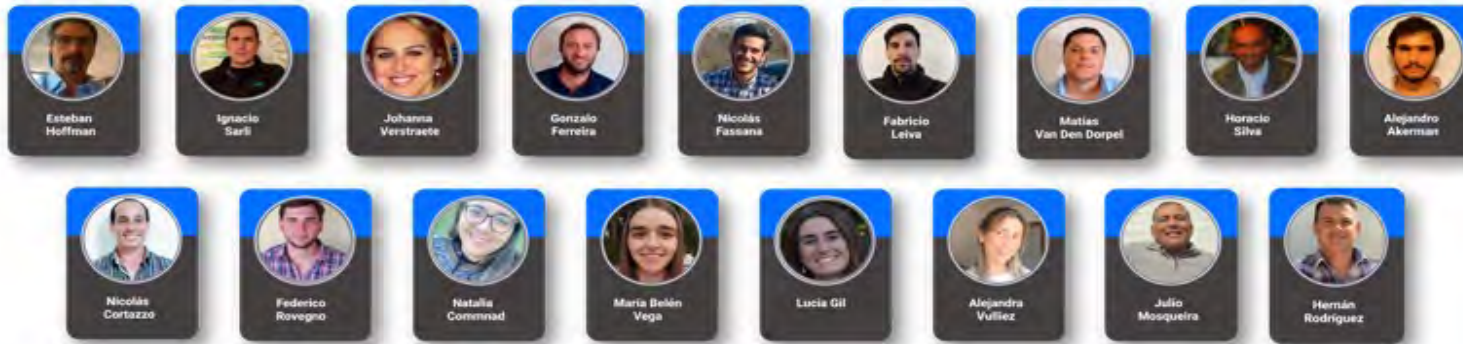 Esteban
Hoffman
Ignacio
Sarli
Johanna
Verstraete
Gonzalo
Ferreira
Nicolás
Fassana
Fabricio
Leiva
Matías
Van Den Dorpel
Horacio
Silva
Alejandro
Akerman
Nicolás
Cortazzo
Federico
Rovegno
Natalia
Commnad
María Belén
Vega
Lucía Gil
Alejandra
Vulliez
Julio
Mosqueira
Hernán
Rodríguez